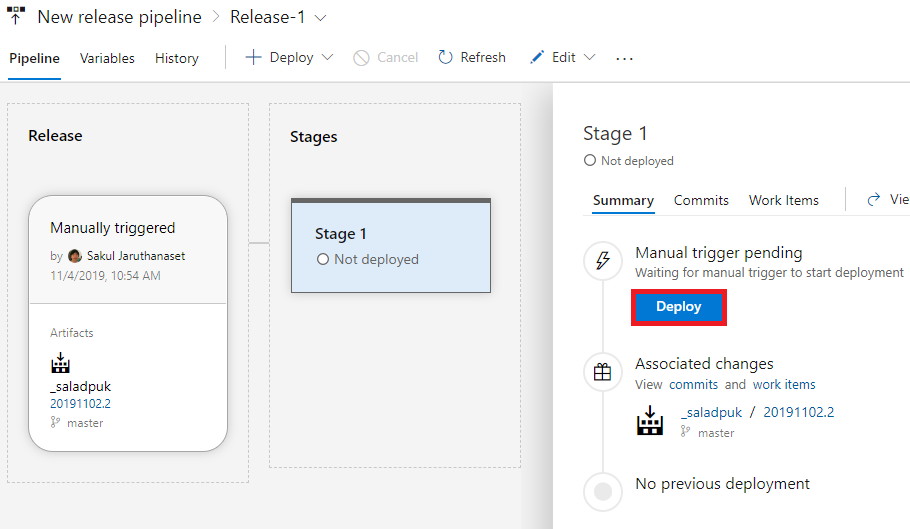 New release pipeline > Release-1
Pipeline Variables History Deploy Cancel Refresh Edit ...
Release
Manually triggered
by Sakul Jaruthanaset
11/4/2019, 10:54 AM
Artifacts
_saladpuk
20191102.2
master
Stages
Stage 1
Not deployed
Stage 1
Not deployed
Summary Commits Work Items Vie
Manual trigger pending
Waiting for manual trigger to start deployment
Deploy
Associated changes
View commits and work items
_saladpuk / 20191102.2
master
No previous deployment